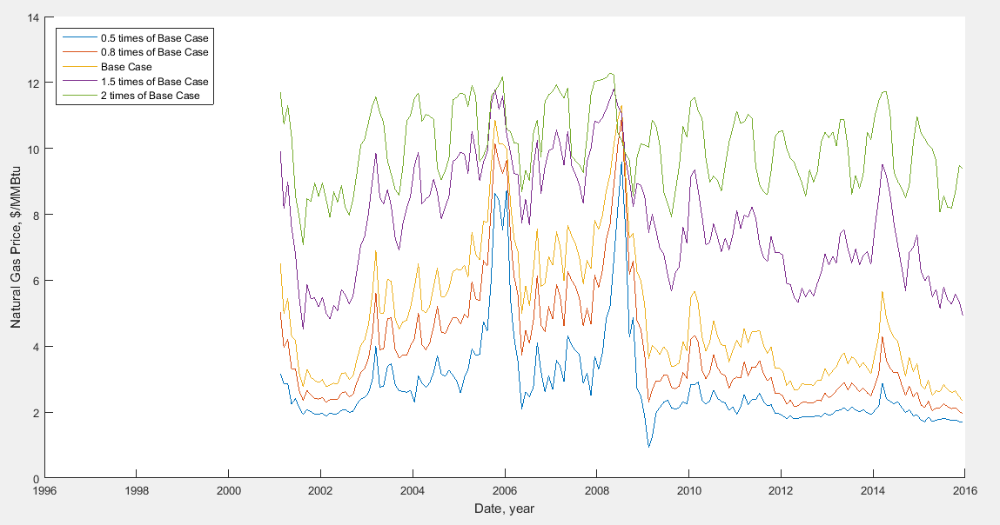 14
12
10
8
6
4
2
0
Natural Gas Price, $/MMBtu
0.5 times of Base Case
0.8 times of Base Case
Base Case
1.5 times of Base Case
2 times of Base Case
1996 1998 2000 2002 2004 2006 2008 2010 2012 2014 2016
Date, year